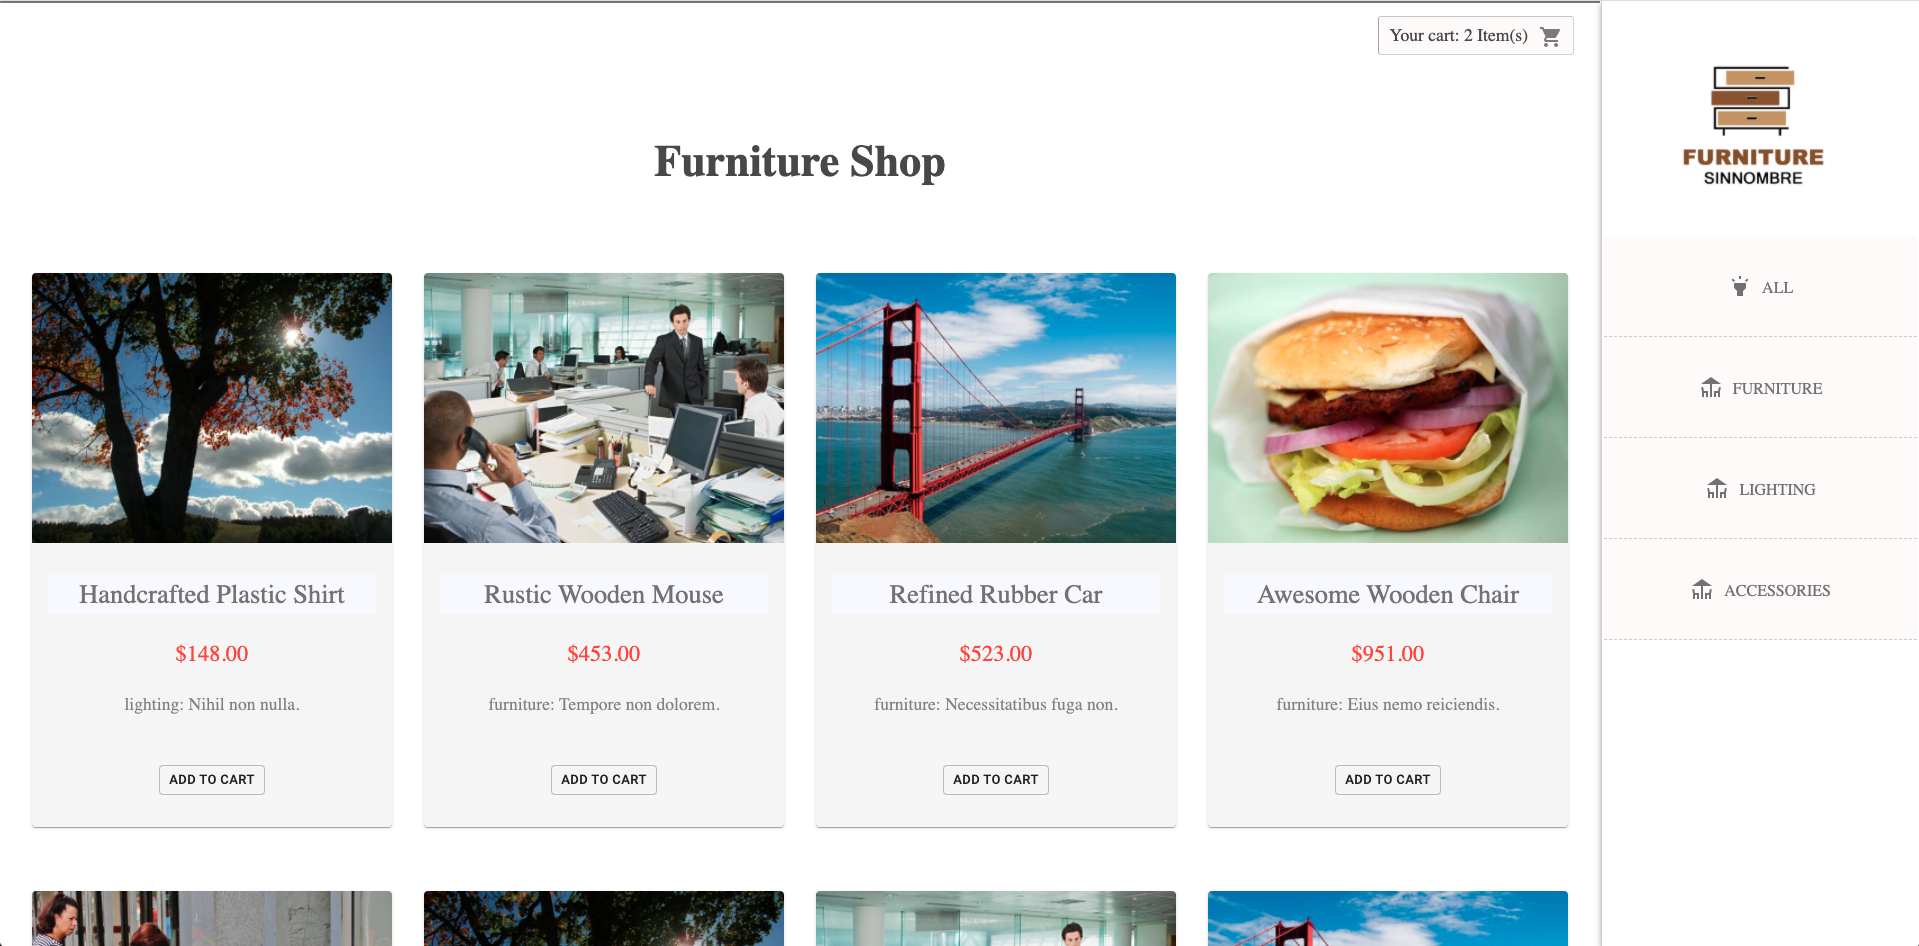 Your cart: 2 Item(s)
FURNITURE
SINNOMBRE
Furniture Shop
ALL
FURNITURE
LIGHTING
ACCESSORIES
Handcrafted Plastic Shirt
$148.00
lighting: Nihil non nulla.
ADD TO CART
Rustic Wooden Mouse
$453.00
furniture: Tempore non dolorem.
ADD TO CART
Refined Rubber Car
$523.00
furniture: Necessitatibus fuga non.
ADD TO CART
Awesome Wooden Chair
$951.00
furniture: Eius nemo reiciendis.
ADD TO CART